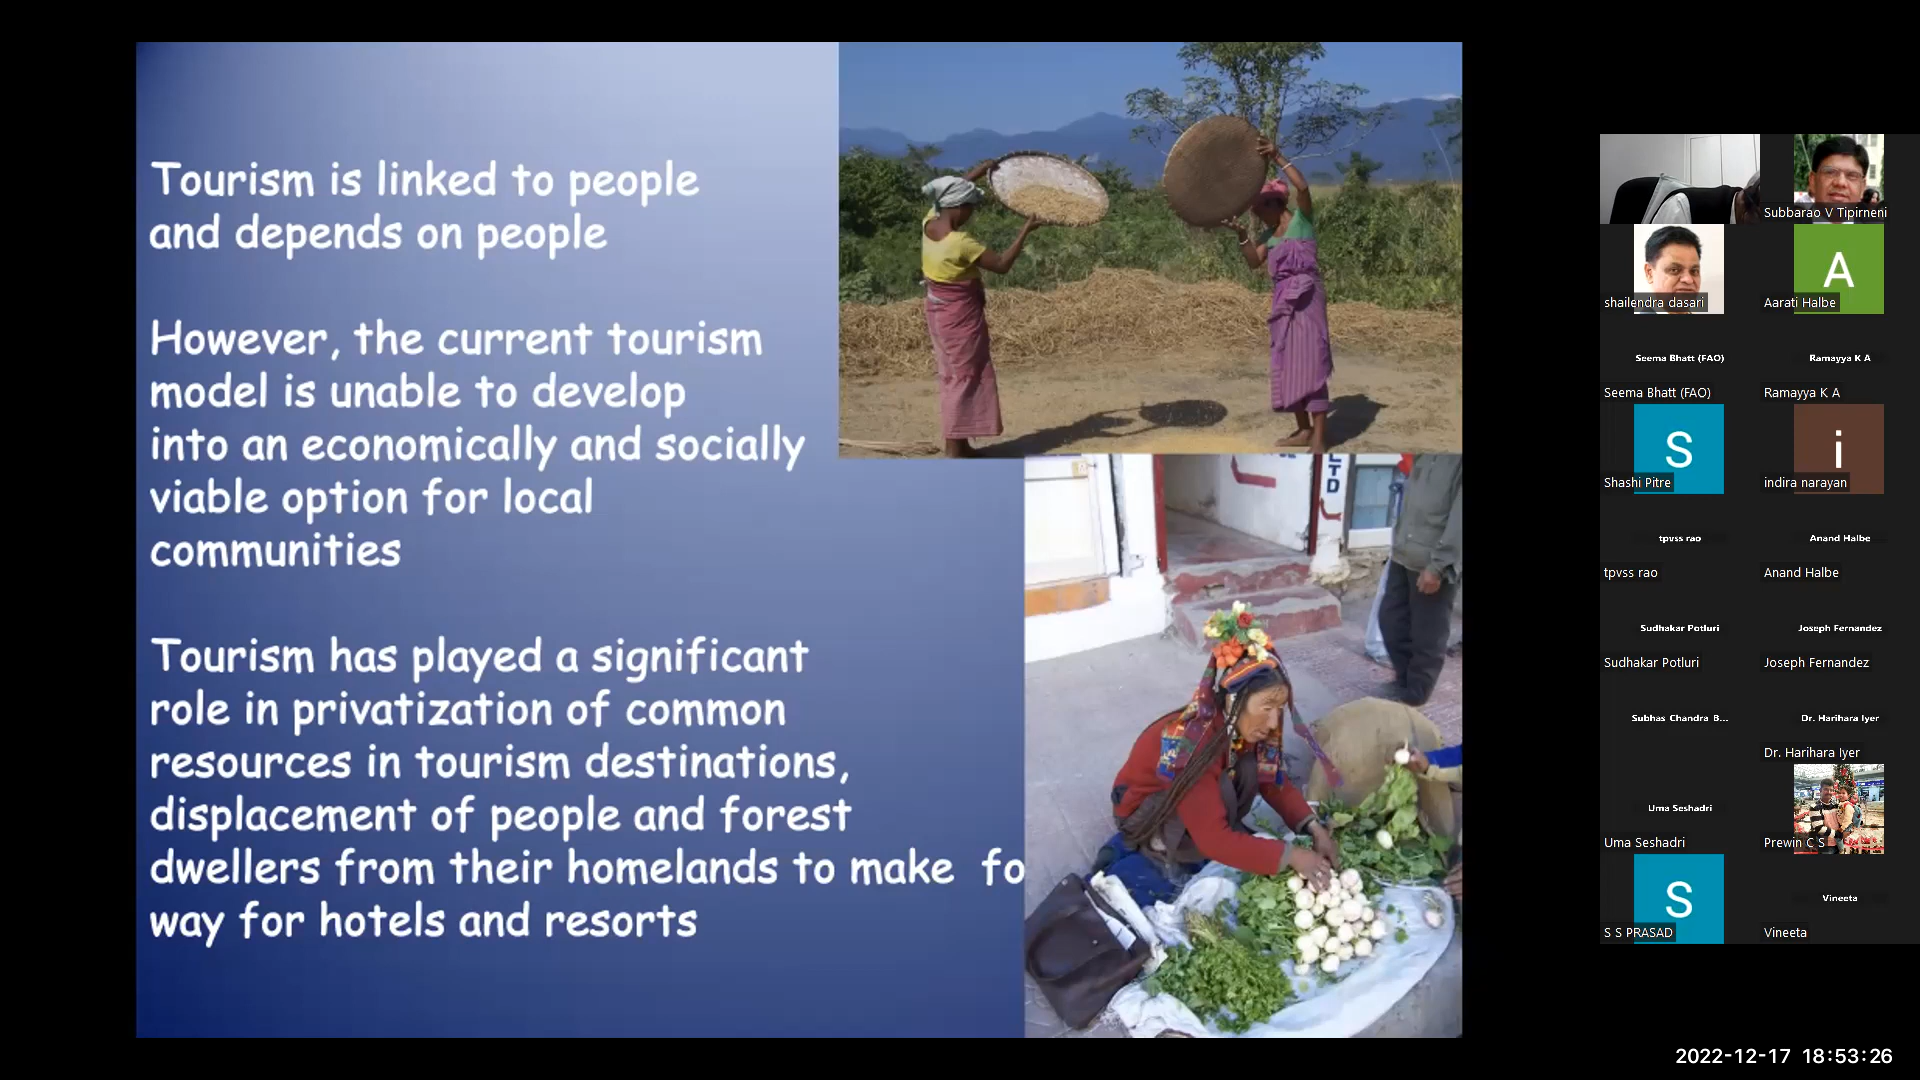 Tourism is linked to people
and depends on people
However, the current tourism
model is unable to develop
into an economically and socially
viable option for local
communities
Tourism has played a significant
role in privatization of common
resources in tourism destinations,
displacement of people and forest
dwellers from their homelands to make fo
way for hotels and resorts
LTD
Subbarao V Tipirneni
shailendra dasari
A
Aarati Halbe
Seema Bhatt (FAO)
Seema Bhatt (FAO)
Ramayya K A
Ramayya K A
S
Shashi Pitre
i
indira narayan
tpvss rao
tpvss rao
Anand Halbe
Anand Halbe
Sudhakar Potluri
Sudhakar Potluri
Joseph Fernandez
Joseph Fernandez
Subhas Chandra B...
Dr. Harihara Iyer
Dr. Harihara Iyer
Uma Seshadri
Uma Seshadri
Prewin C S
S
S S PRASAD
Vineeta
Vineeta
2022-12-17 18:53:26